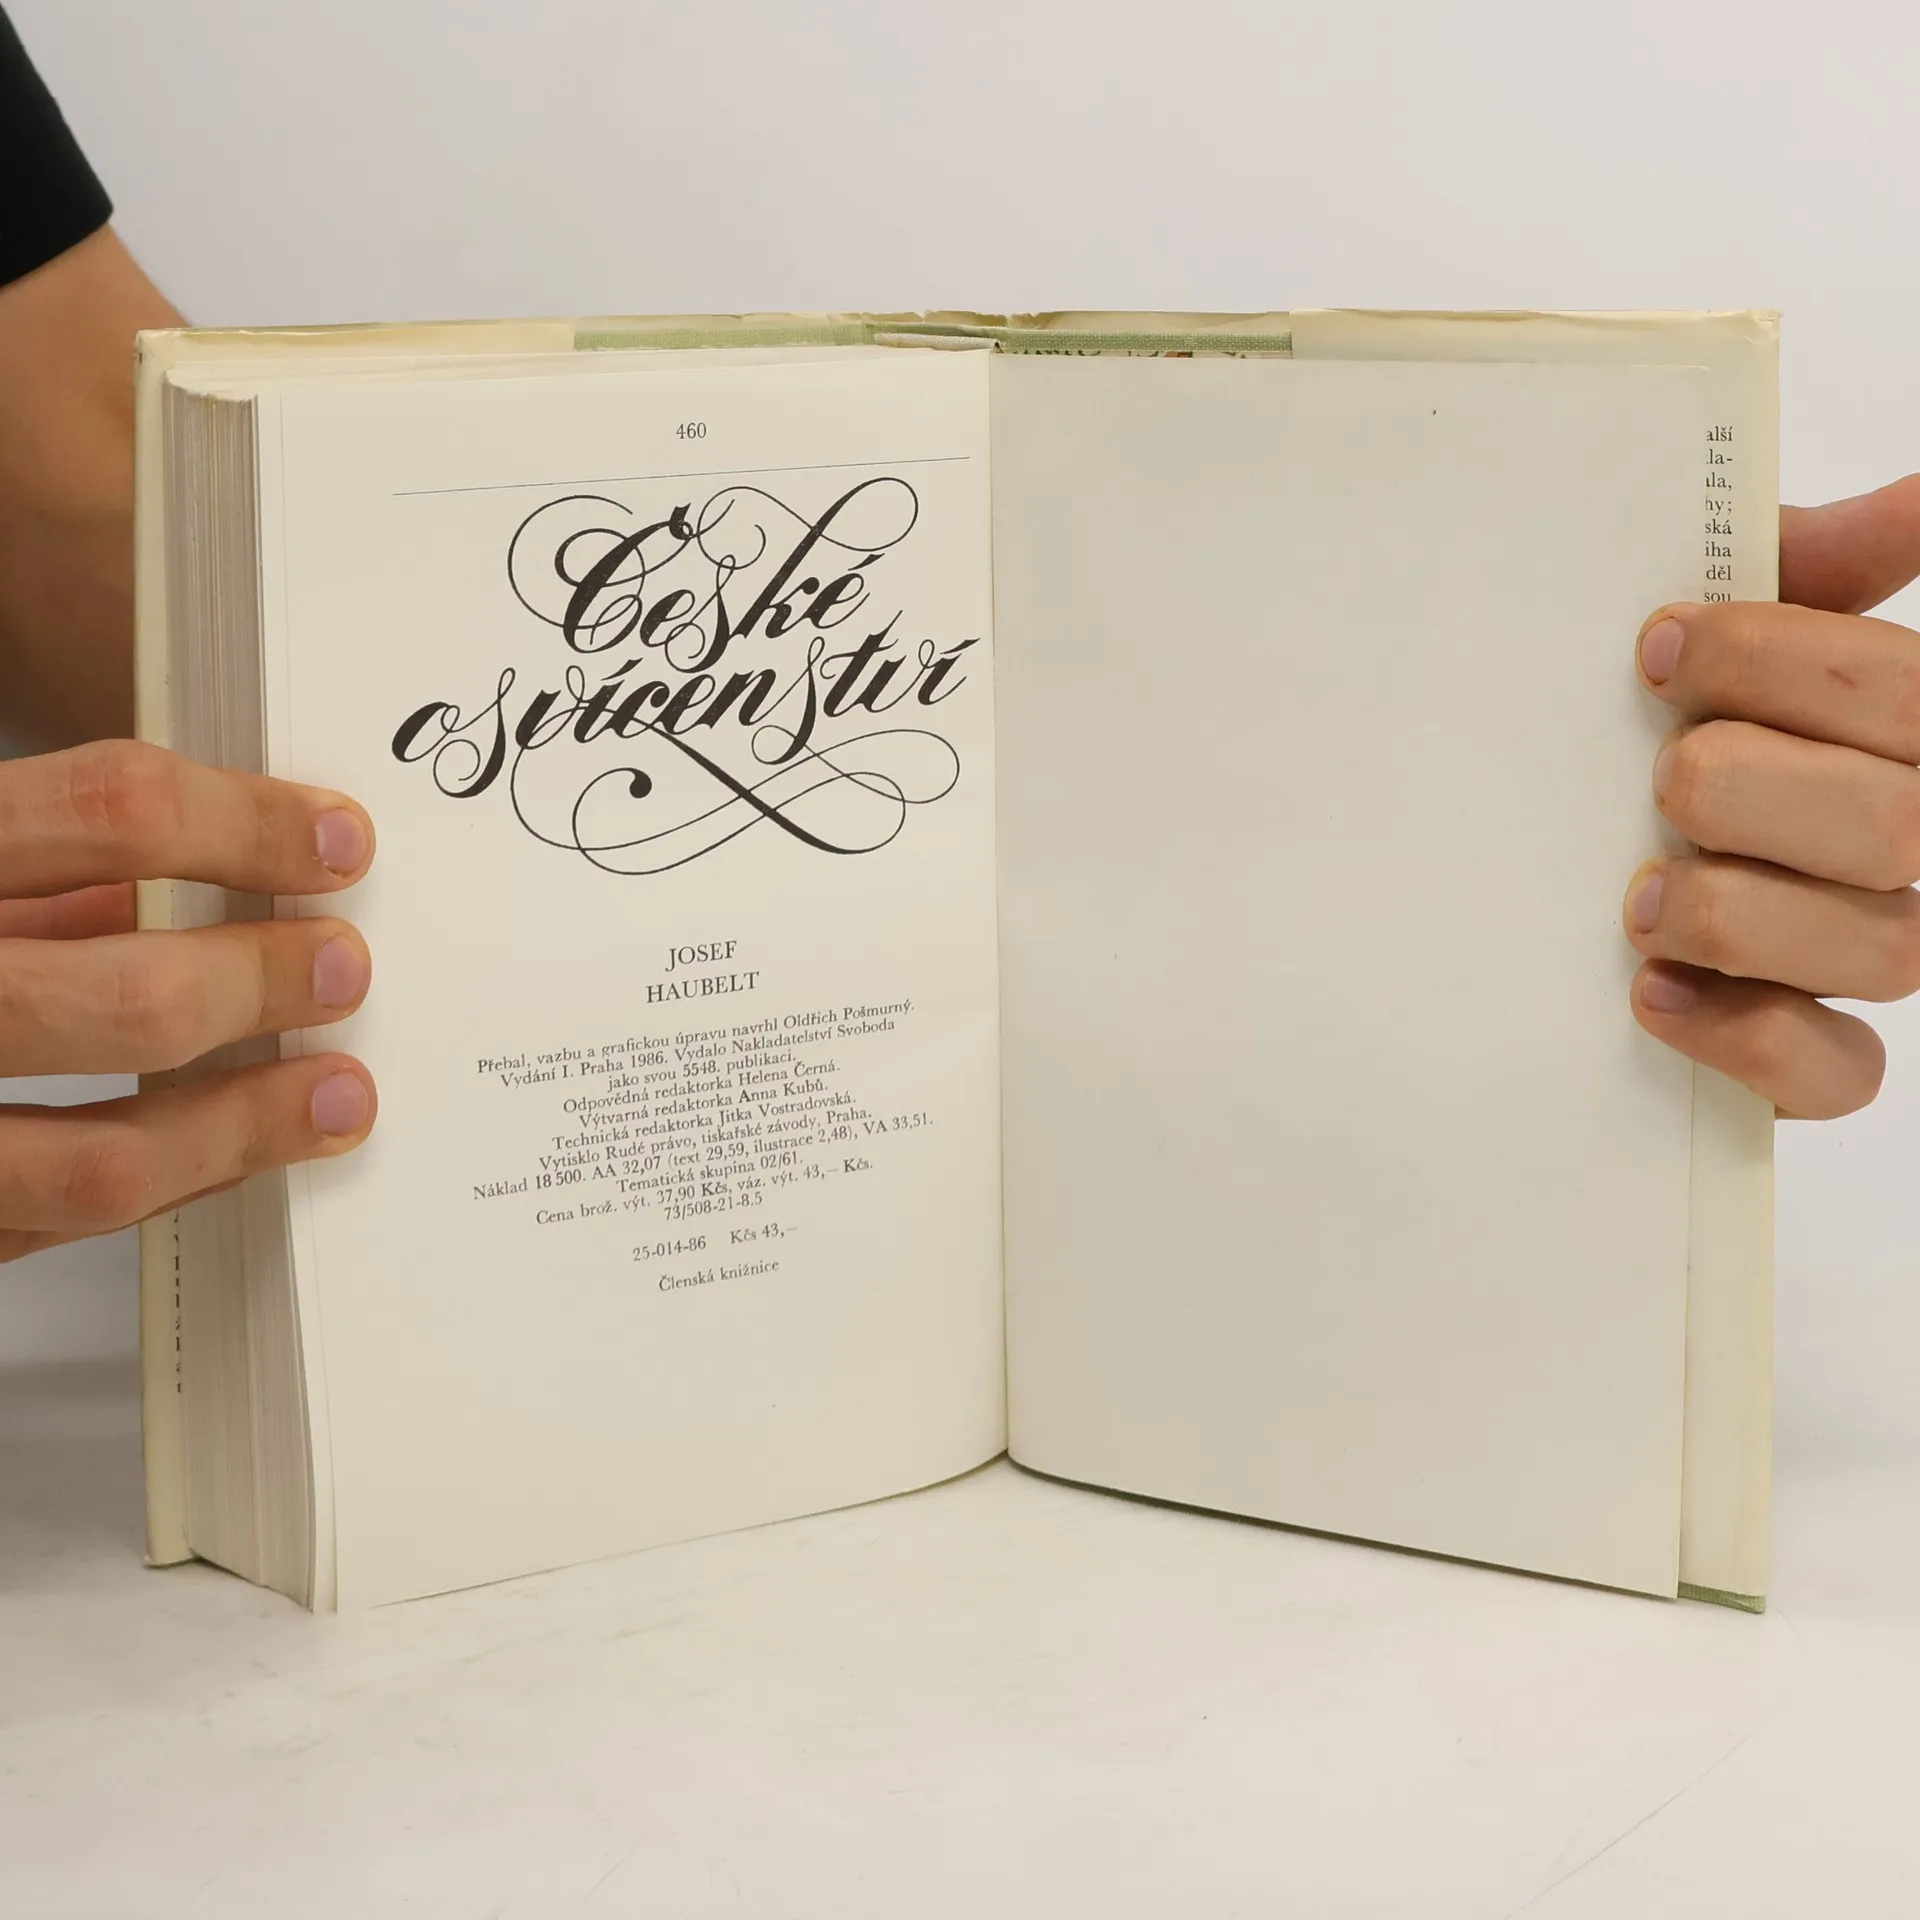 460
České
osvícenství
JOSEF
HAUBELT
Přebal, vazbu a grafickou úpravu navrhl Oldřich Pošmurný.
Vydání I. Praha 1986. Vydalo Nakladatelství Svoboda
jako svou 5548. publikaci.
Odpovědná redaktorka Helena Černá.
Výtvarná redaktorka Anna Kubů.
Technická redaktorka Jitka Vostradovská.
Vytisklo Rudé právo, tiskařské závody, Praha.
Náklad 18 500. AA 32,07 (text 29,59, ilustrace 2,48), VA 33,51.
Tematická skupina 02/61.
Cena brož. výt. 37,90 Kčs, váz. výt. 43,— Kčs.
73/508-21-8.5
25-014-86 Kčs 43,—
Členská knižnice
alší
la-
ala,
hy;
ská
iha
děl
sou